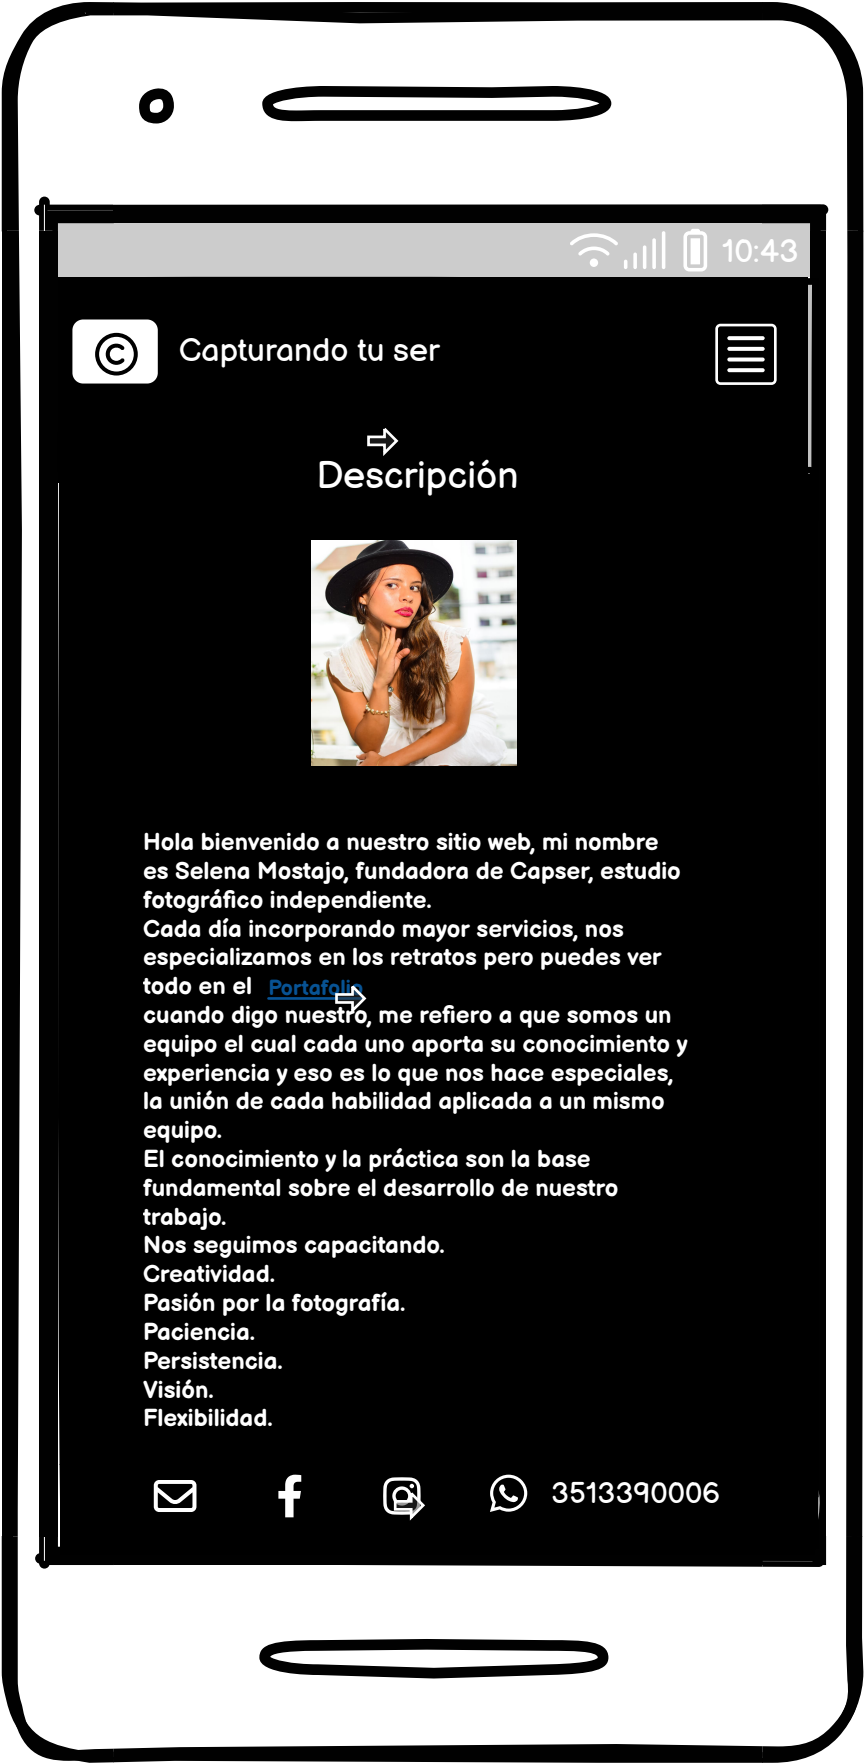 10:43
© Capturando tu ser
Descripción
Hola bienvenido a nuestro sitio web, mi nombre
es Selena Mostajo, fundadora de Capser, estudio
fotográfico independiente.
Cada día incorporando mayor servicios, nos
especializamos en los retratos pero puedes ver
todo en el Portafolio
cuando digo nuestro, me refiero a que somos un
equipo el cual cada uno aporta su conocimiento y
experiencia y eso es lo que nos hace especiales,
la unión de cada habilidad aplicada a un mismo
equipo.
El conocimiento y la práctica son la base
fundamental sobre el desarrollo de nuestro
trabajo.
Nos seguimos capacitando.
Creatividad.
Pasión por la fotografía.
Paciencia.
Persistencia.
Visión.
Flexibilidad.
3513390006